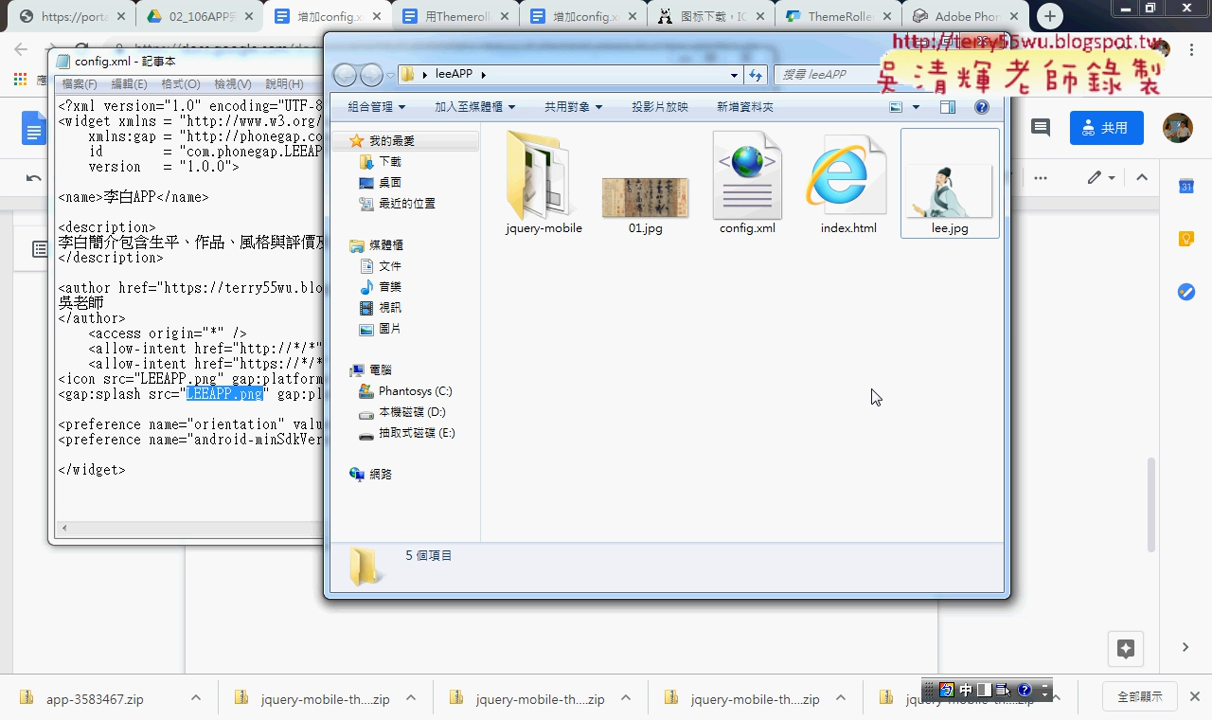 https://porta
02_106APP
增加config.x
用Themerol
增加config.x
图标下载，IC
ThemeRolle
Adobe Phon
http://terry55wu.blogspot.tw
吳清輝老師錄製
config.xml - 記事本
檔案(F) 編輯(E) 格式(O) 檢視(V) 說明(H)
<?xml version="1.0" encoding="UTF-8
<widget xmlns = "http://www.w3.org/
xmlns:gap = "http://phonegap.co
id = "com.phonegap.LEEAP
version = "1.0.0">
<name>李白APP</name>
<description>
李白簡介包含生平、作品、風格與評價及
</description>
<author href="https://terry55wu.blo
吳老師
</author>
<access origin="*" />
<allow-intent href="http://*/*"
<allow-intent href="https://*/*
<icon src="LEEAPP.png" gap:platform
<gap:splash src="LEEAPP.png" gap:pl
<preference name="orientation" valu
<preference name="android-minSdkVer
</widget>
leeAPP
搜尋 leeAPP
組合管理 加入至媒體櫃 共用對象 投影片放映 新增資料夾
我的最愛
下載
桌面
最近的位置
媒體櫃
文件
音樂
視訊
圖片
電腦
Phantosys (C:)
本機磁碟 (D:)
抽取式磁碟 (E:)
網路
jquery-mobile
01.jpg
config.xml
index.html
lee.jpg
5 個項目
共用
31
app-3583467.zip
jquery-mobile-th....zip
jquery-mobile-th....zip
jquery-mobile-th....zip
jquery-mobile-th....zip
中
全部顯示